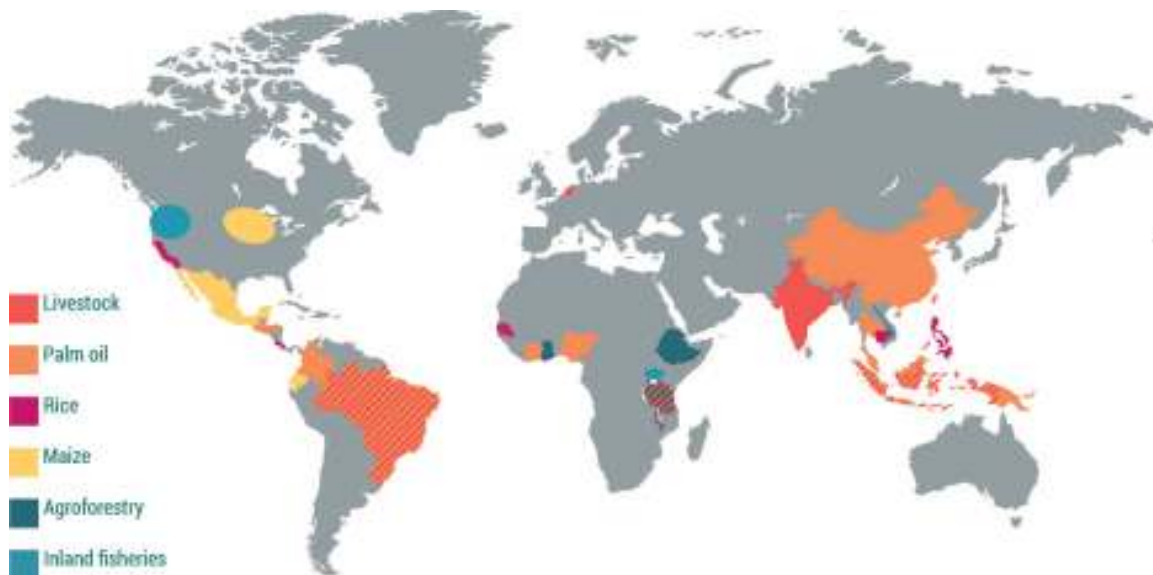 Livestock
Palm oil
Rice
Maize
Agroforestry
Inland fisheries